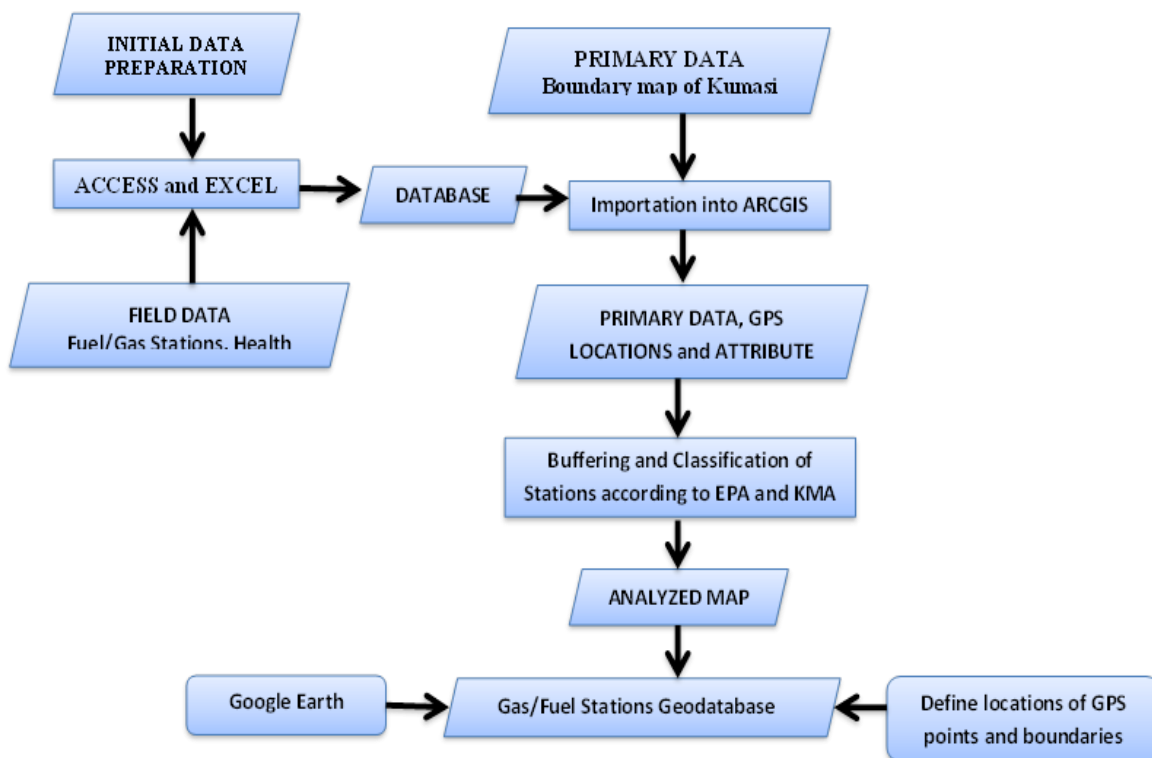 INITIAL DATA
PREPARATION
PRIMARY DATA
Boundary map of Kumasi
ACCESS and EXCEL
DATABASE
Importation into ARCGIS
FIELD DATA
Fuel/Gas Stations, Health
PRIMARY DATA, GPS
LOCATIONS and ATTRIBUTE
Buffering and Classification of
Stations according to EPA and KMA
ANALYZED MAP
Google Earth
Gas/Fuel Stations Geodatabase
Define locations of GPS
points and boundaries